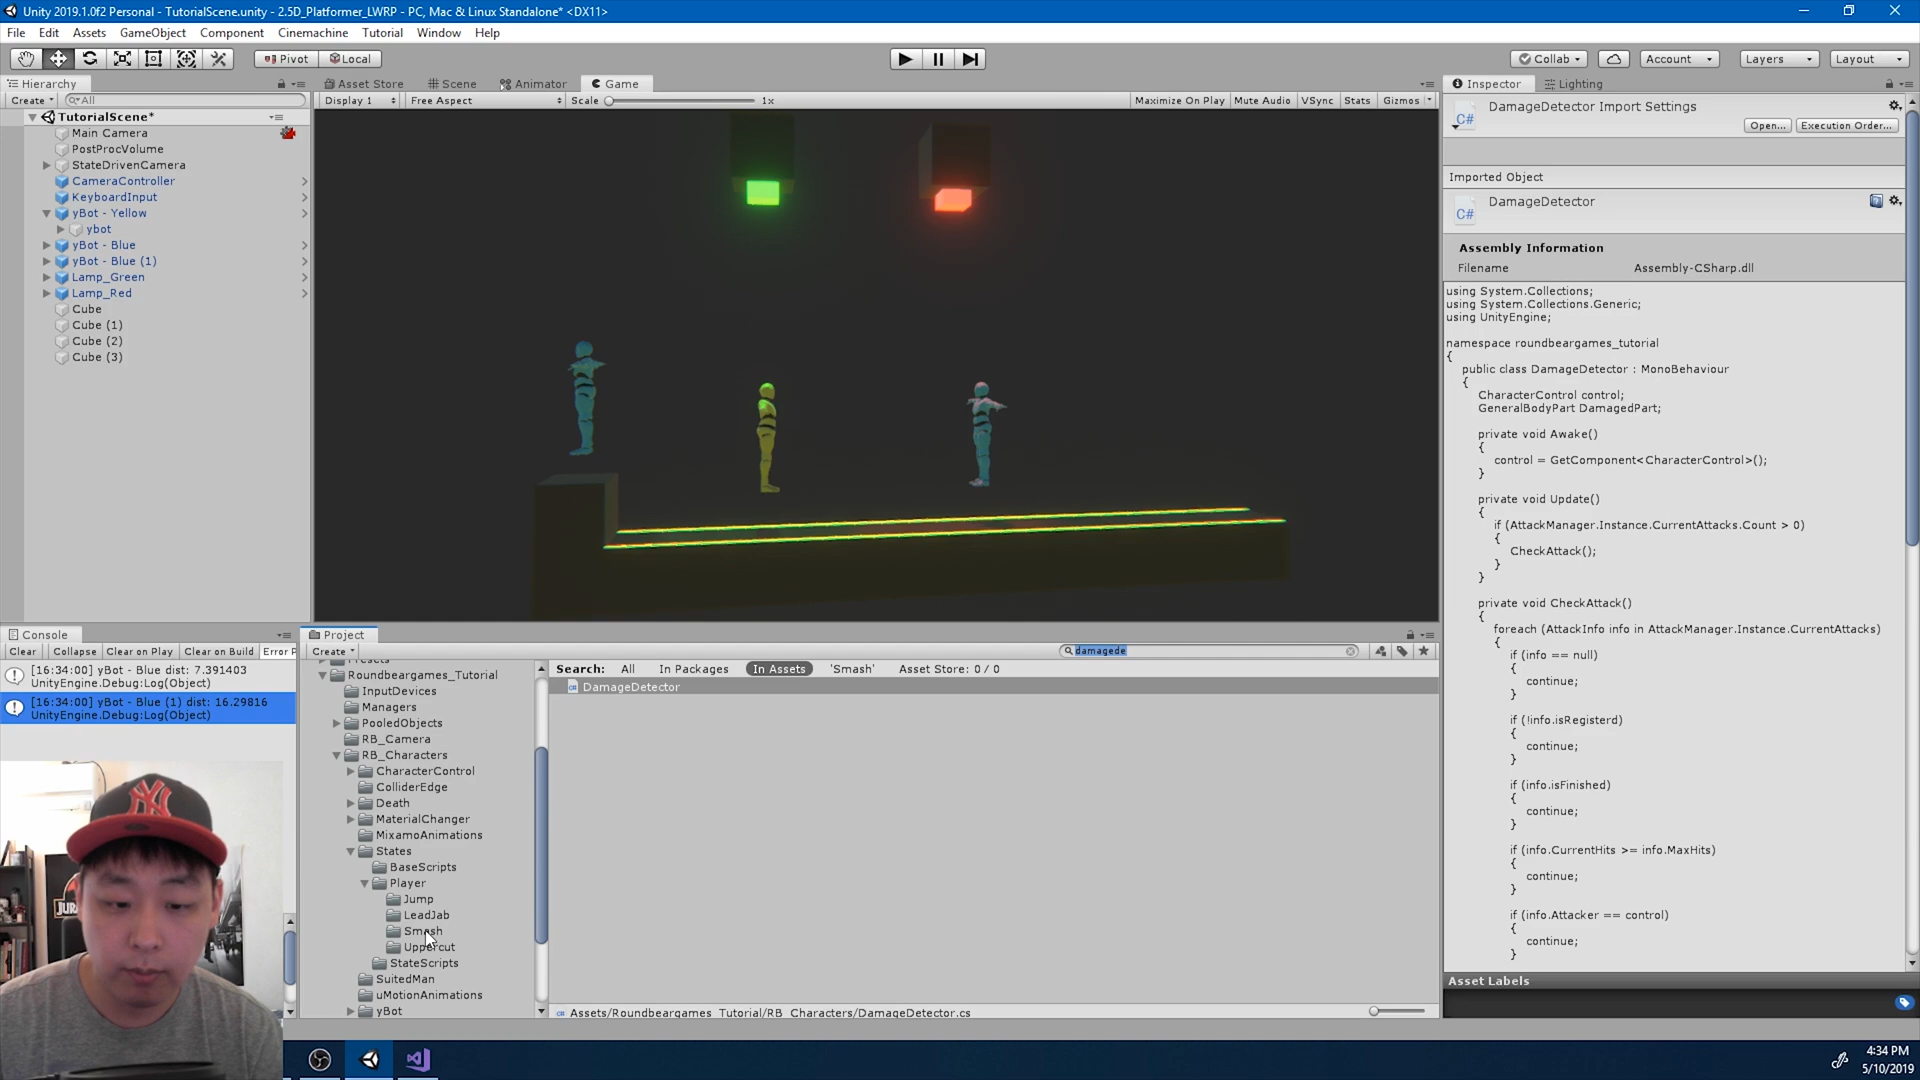 Unity 2019.1.0f2 Personal - TutorialScene.unity - 2.5D_Platformer_LWRP - PC, Mac & Linux Standalone* <DX11>
File Edit Assets GameObject Component Cinemachine Tutorial Window Help
Pivot Local Collab Account Layers Layout
Hierarchy Asset Store Scene Animator Game Inspector Lighting
Create All Display 1 Free Aspect Scale 1x Maximize On Play Mute Audio VSync Stats Gizmos
TutorialScene*
Main Camera
PostProcVolume
StateDrivenCamera
CameraController
KeyboardInput
yBot - Yellow
ybot
yBot - Blue
yBot - Blue (1)
Lamp_Green
Lamp_Red
Cube
Cube (1)
Cube (2)
Cube (3)
C#
DamageDetector Import Settings
Open... Execution Order...
Imported Object
C#
DamageDetector
Assembly Information
Filename Assembly-CSharp.dll
using System.Collections;
using System.Collections.Generic;
using UnityEngine;
namespace roundbeargames_tutorial
{
public class DamageDetector : MonoBehaviour
{
CharacterControl control;
GeneralBodyPart DamagedPart;
private void Awake()
{
control = GetComponent<CharacterControl>();
}
private void Update()
{
if (AttackManager.Instance.CurrentAttacks.Count > 0)
{
CheckAttack();
}
}
private void CheckAttack()
{
foreach (AttackInfo info in AttackManager.Instance.CurrentAttacks)
{
if (info == null)
{
continue;
}
if (!info.isRegisterd)
{
continue;
}
if (info.isFinished)
{
continue;
}
if (info.CurrentHits >= info.MaxHits)
{
continue;
}
if (info.Attacker == control)
{
continue;
}
Asset Labels
Console
Clear Collapse Clear on Play Clear on Build Error P
[16:34:00] yBot - Blue dist: 7.391403
UnityEngine.Debug:Log(Object)
[16:34:00] yBot - Blue (1) dist: 16.29816
UnityEngine.Debug:Log(Object)
Project
Create damagede
Presets
Roundbeargames_Tutorial
InputDevices
Managers
PooledObjects
RB_Camera
RB_Characters
CharacterControl
ColliderEdge
Death
MaterialChanger
MixamoAnimations
States
BaseScripts
Player
Jump
LeadJab
Smash
Uppercut
StateScripts
SuitedMan
uMotionAnimations
yBot
Search: All In Packages In Assets 'Smash' Asset Store: 0 / 0
DamageDetector
Assets/Roundbeargames_Tutorial/RB_Characters/DamageDetector.cs
NY
4:34 PM
5/10/2019